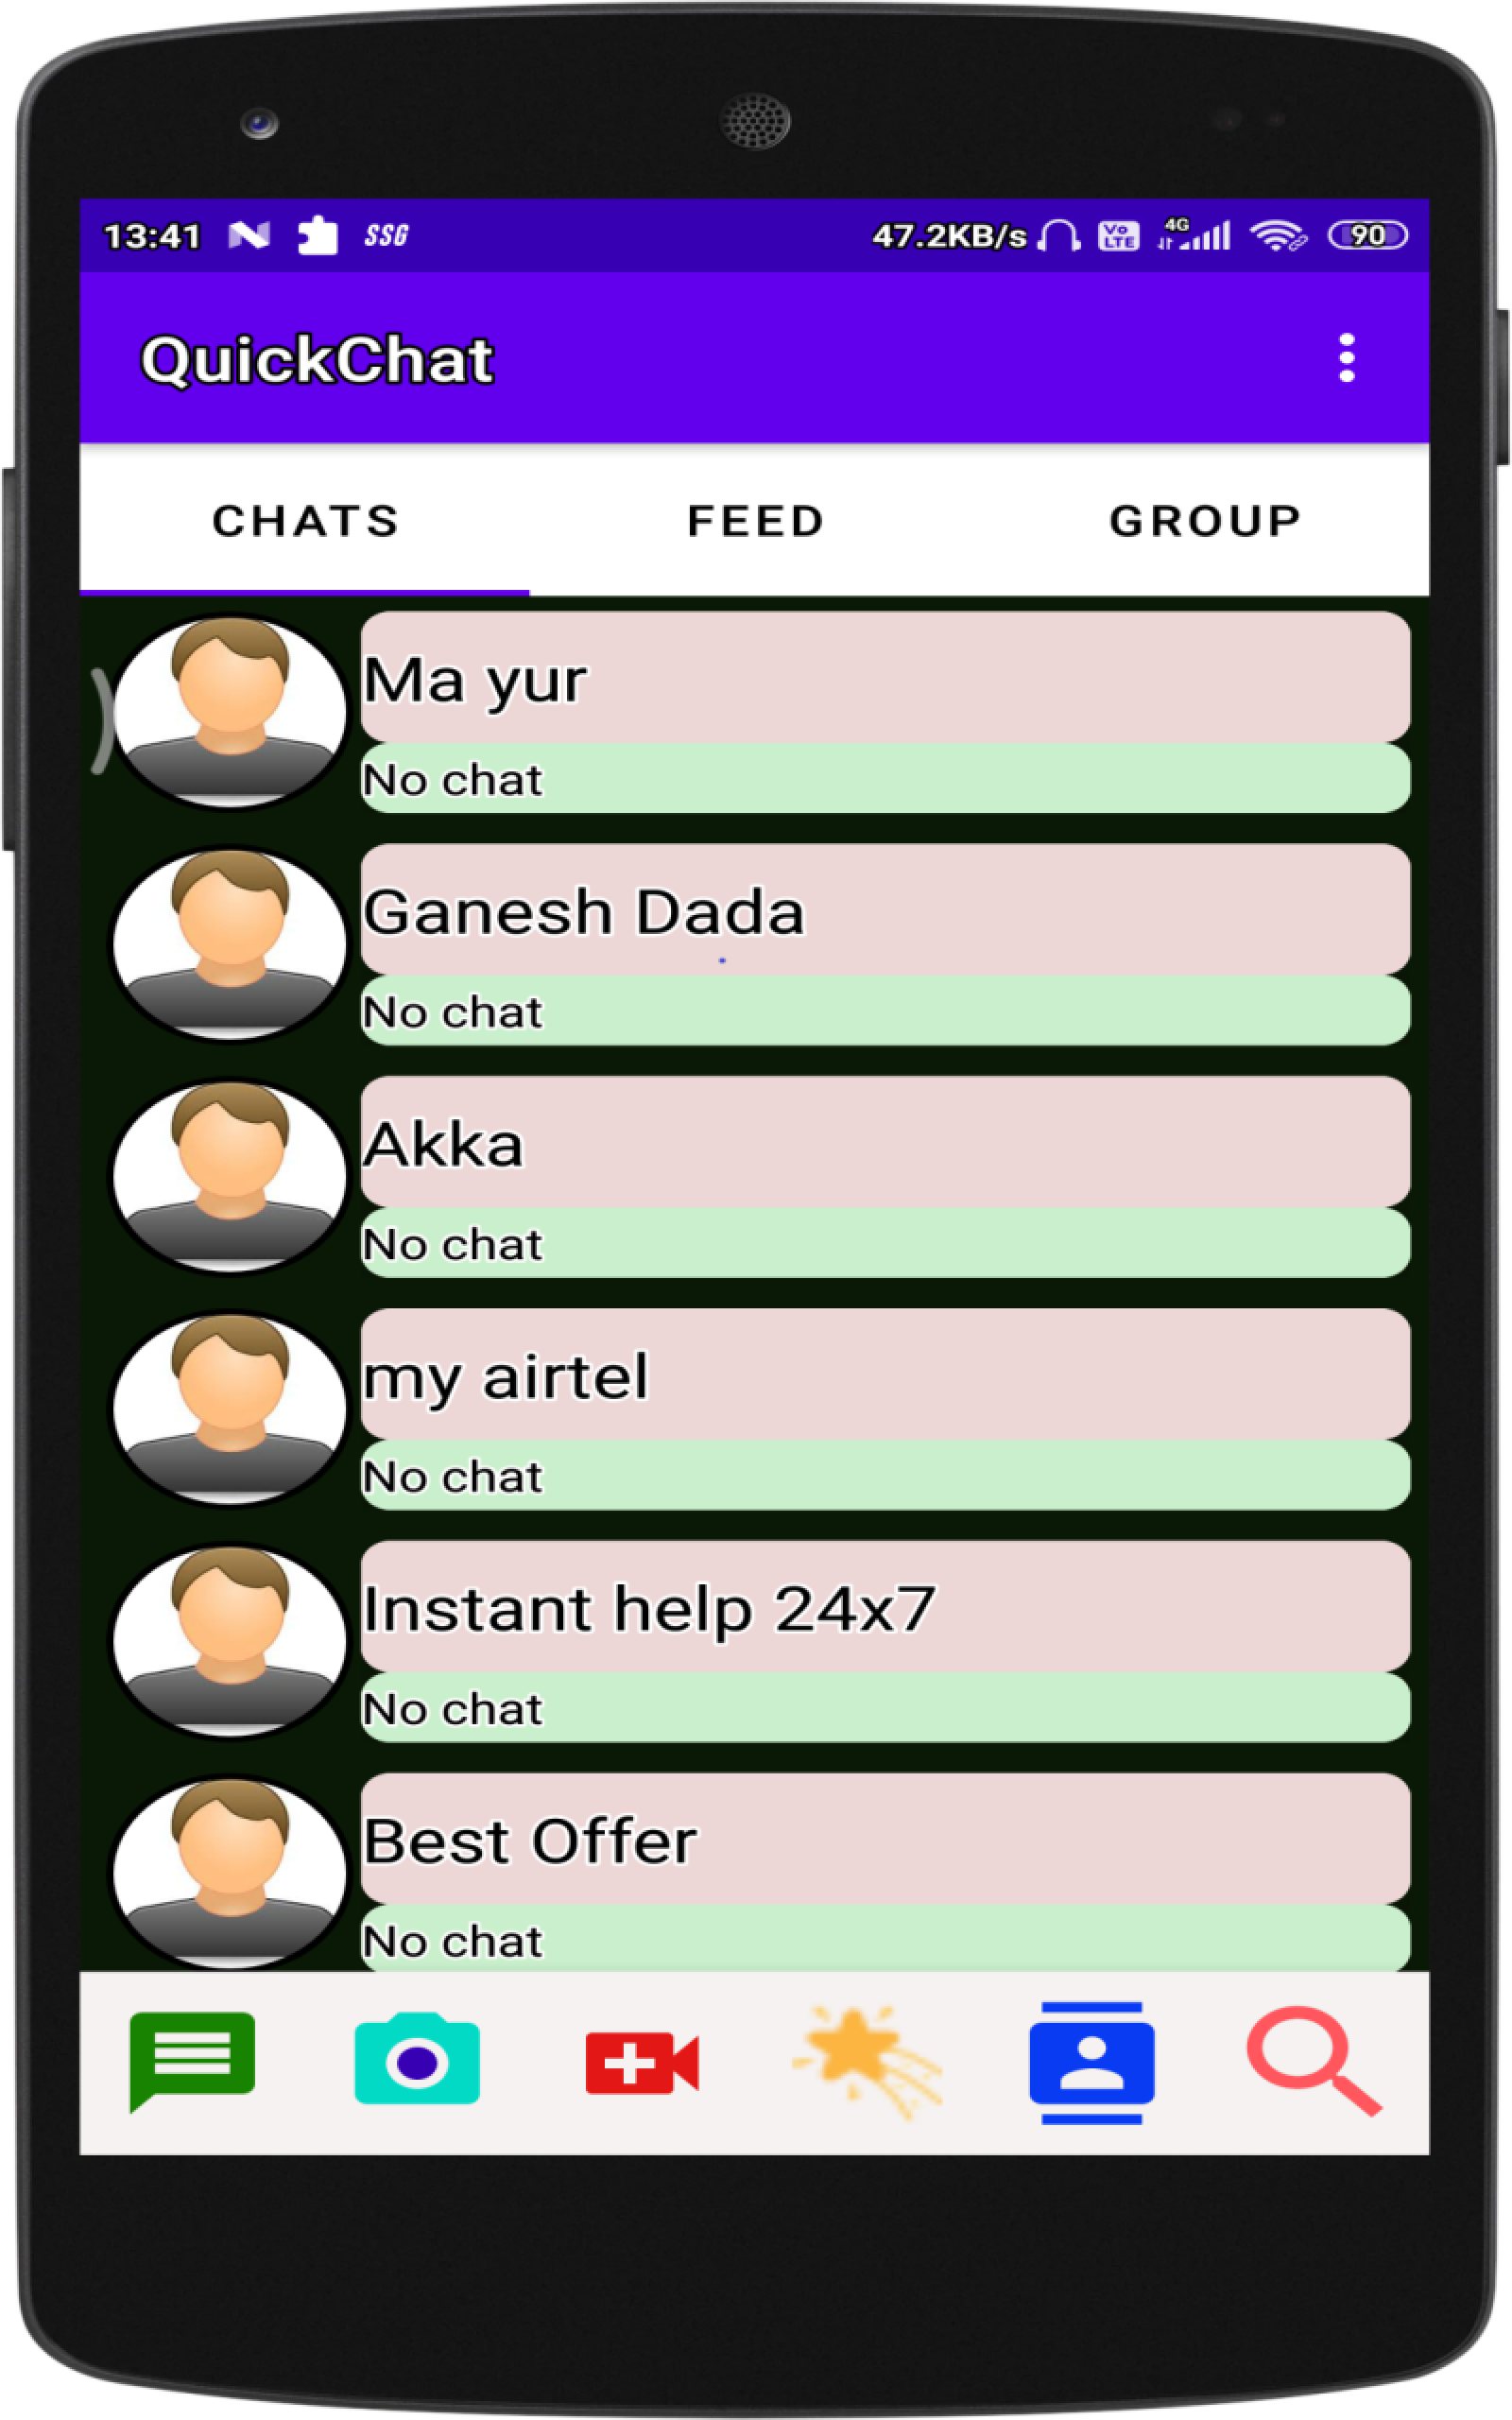 13:41 SSG 47.2KB/s Vo LTE 4G 90
QuickChat
CHATS FEED GROUP
Ma yur
No chat
Ganesh Dada
No chat
Akka
No chat
my airtel
No chat
Instant help 24x7
No chat
Best Offer
No chat